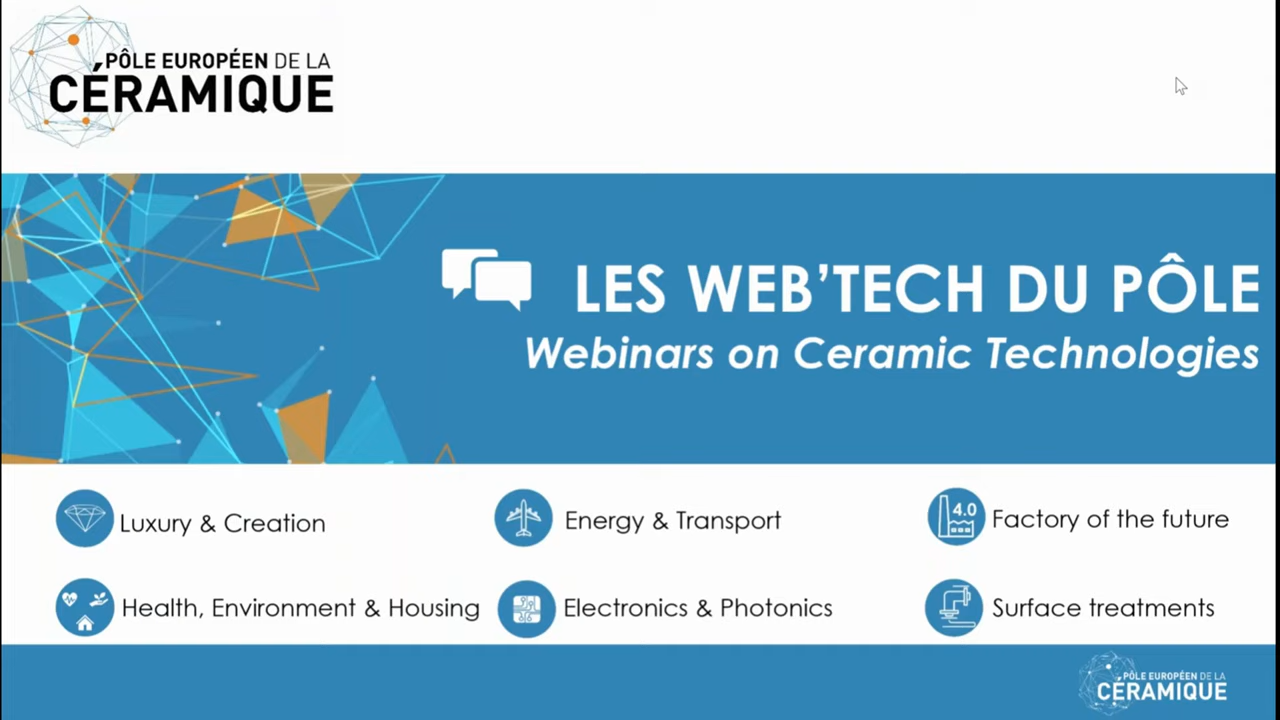 PÔLE EUROPÉEN DE LA
CÉRAMIQUE
LES WEB’TECH DU PÔLE
Webinars on Ceramic Technologies
Luxury & Creation
Energy & Transport
4.0
Factory of the future
Health, Environment & Housing
Electronics & Photonics
Surface treatments
PÔLE EUROPÉEN DE LA
CÉRAMIQUE